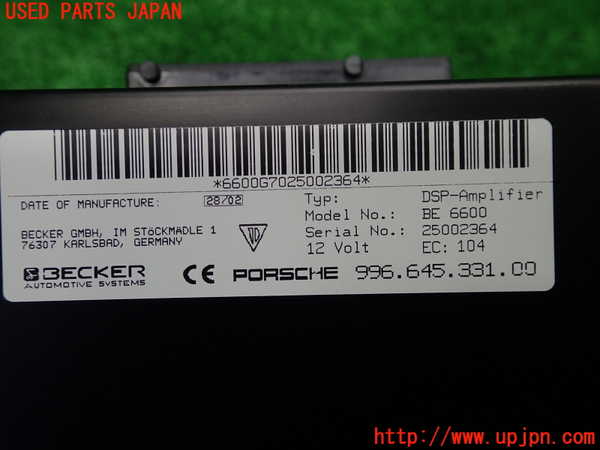 USED PARTS JAPAN
*6600G7025002364*
DATE OF MANUFACTURE: 28/02
BECKER GMBH, IM STöCKMÄDLE 1
76307 KARLSBAD, GERMANY
Typ: DSP-Amplifier
Model No.: BE 6600
Serial No.: 25002364
12 Volt EC: 104
BECKER
AUTOMOTIVE SYSTEMS
CE PORSCHE 996.645.331.00
http://www.upjpn.com/